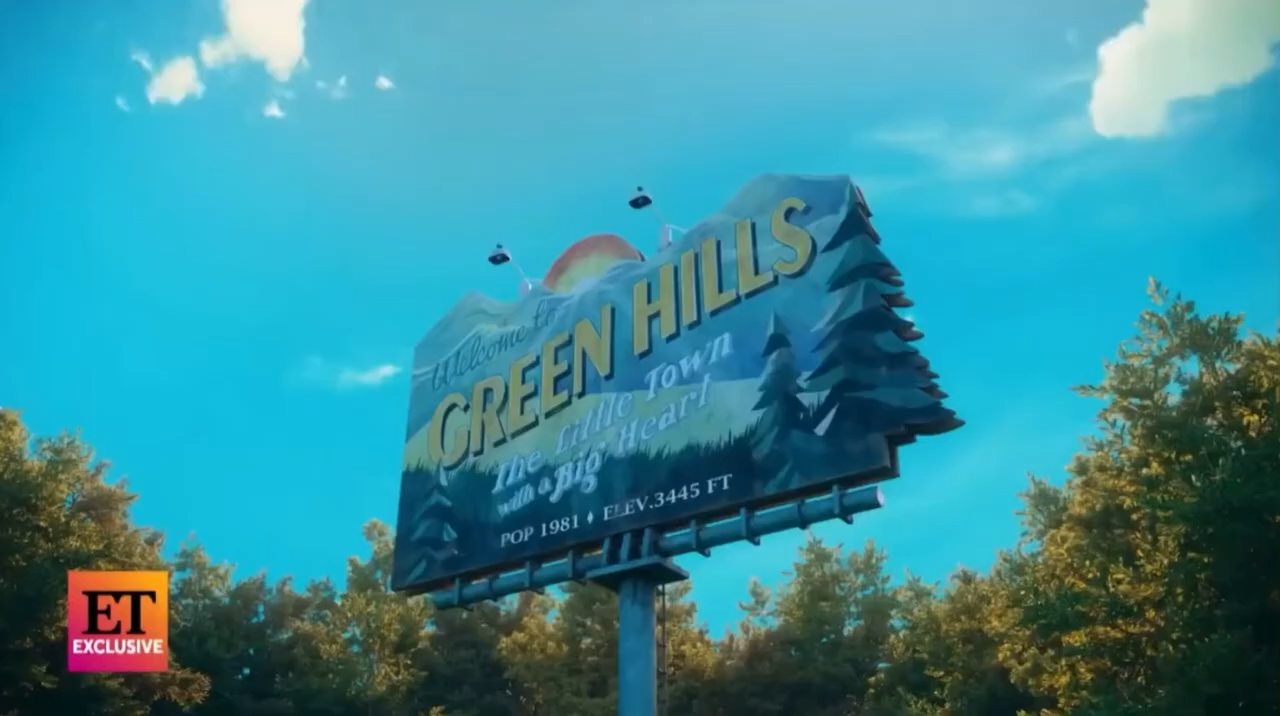 Welcome to
GREEN HILLS
The Little Town
with a Big Heart
POP 1981 ♦ ELEV.3445 FT
ET
EXCLUSIVE